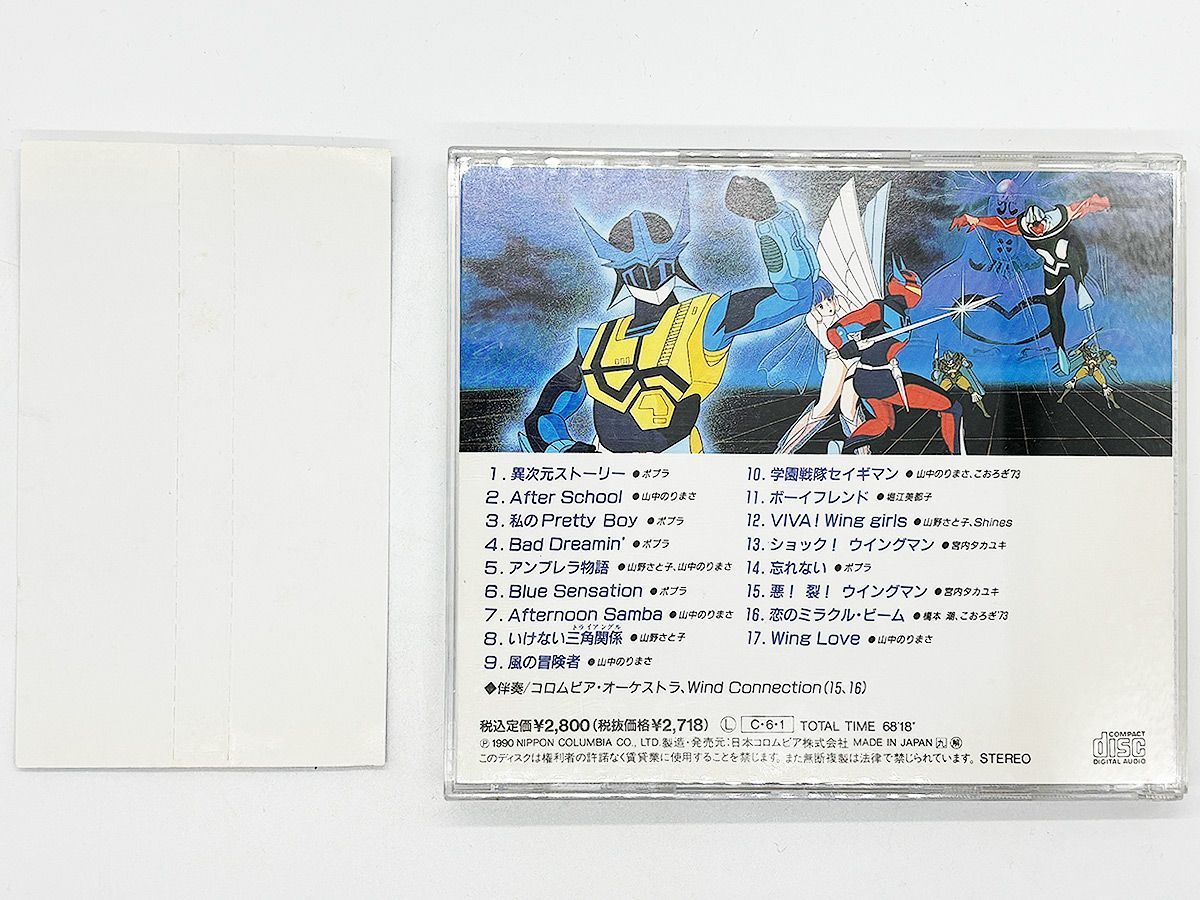 1. 異次元ストーリー ●ポプラ
2. After School ●山中のりまさ
3. 私のPretty Boy ●ポプラ
4. Bad Dreamin' ●ポプラ
5. アンブレラ物語 ●山野さと子、山中のりまさ
6. Blue Sensation ●ポプラ
7. Afternoon Samba ●山中のりまさ
トライアングル
8. いけない三角関係 ●山野さと子
9. 風の冒険者 ●山中のりまさ
10. 学園戦隊セイギマン ●山中のりまさ、こおろぎ'73
11. ボーイフレンド ●堀江美都子
12. VIVA! Wing girls ●山野さと子、Shines
13. ショック! ウイングマン ●宮内タカユキ
14. 忘れない ●ポプラ
15. 悪! 裂! ウイングマン ●宮内タカユキ
16. 恋のミラクル・ビーム ●橋本 潮、こおろぎ'73
17. Wing Love ●山中のりまさ
◆伴奏/コロムビア・オーケストラ、Wind Connection(15、16)
税込定価¥2,800(税抜価格¥2,718) Ⓛ C・6・1 TOTAL TIME 68'18"
Ⓟ1990 NIPPON COLUMBIA CO., LTD. 製造・発売元:日本コロムビア株式会社 MADE IN JAPAN
このディスクは権利者の許諾なく賃貸業に使用することを禁じます。また無断複製は法律で禁じられています。 STEREO
COMPACT
disc
DIGITAL AUDIO